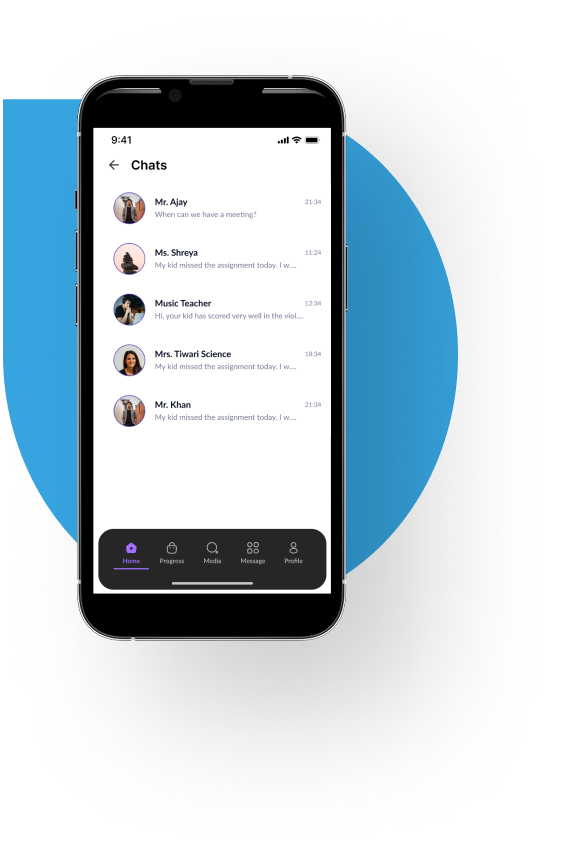 9:41
Chats
Mr. Ajay 21:34
When can we have a meeting?
Ms. Shreya 11:24
My kid missed the assignment today. I w....
Music Teacher 12:34
Hi, your kid has scored very well in the viol...
Mrs. Tiwari Science 18:34
My kid missed the assignment today. I w....
Mr. Khan 21:34
My kid missed the assignment today. I w....
Home Progress Media Message Profile